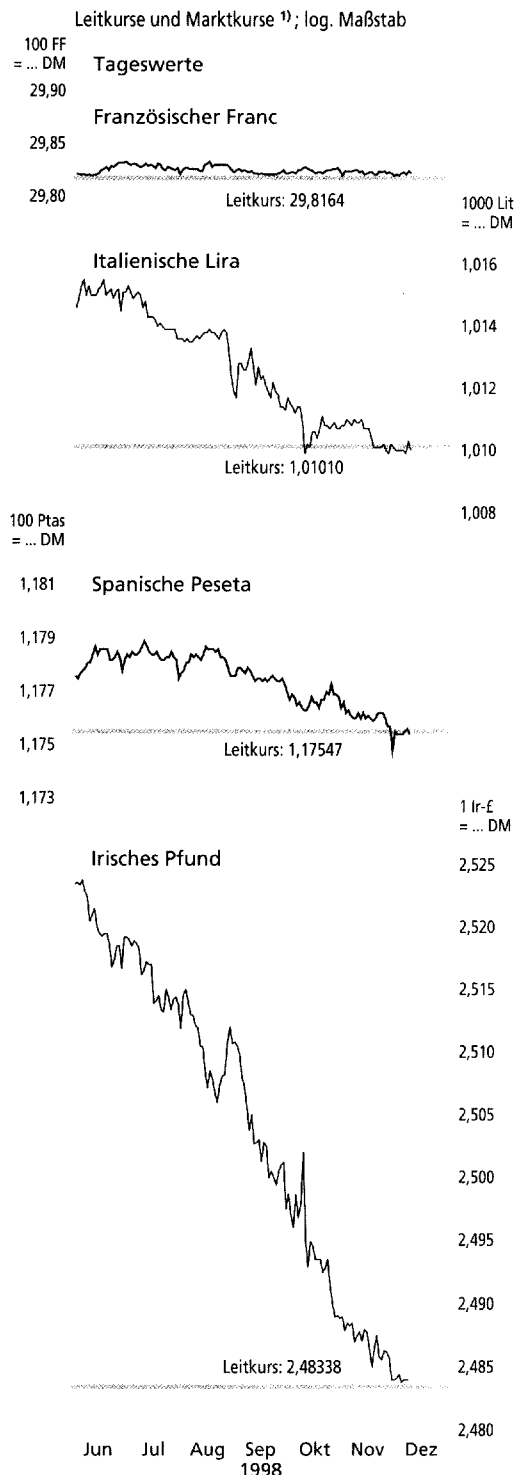 Leitkurse und Marktkurse ¹⁾; log. Maßstab
100 FF
= ... DM
Tageswerte
29,90
Französischer Franc
29,85
29,80
Leitkurs: 29,8164
1000 Lit
= ... DM
Italienische Lira
1,016
1,014
1,012
1,010
Leitkurs: 1,01010
1,008
100 Ptas
= ... DM
1,181
Spanische Peseta
1,179
1,177
1,175
Leitkurs: 1,17547
1,173
1 Ir-£
= ... DM
Irisches Pfund
2,525
2,520
2,515
2,510
2,505
2,500
2,495
2,490
2,485
Leitkurs: 2,48338
2,480
Jun Jul Aug Sep Okt Nov Dez
1998